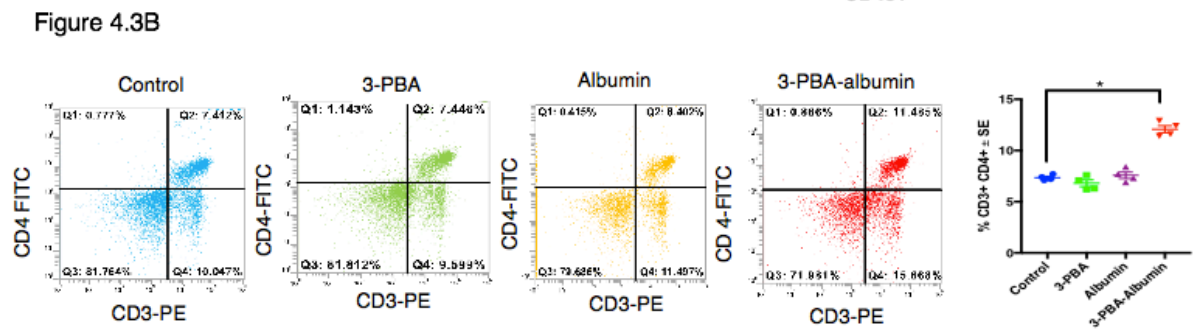 Figure 4.3B
Control
Q1: 0.777%
Q2: 7.412%
Q3: 81.764%
Q4: 10.047%
CD4 FITC
CD3-PE
3-PBA
Q1: 1.143%
Q2: 7.446%
Q3: 81.812%
Q4: 9.599%
CD4-FITC
CD3-PE
Albumin
Q1: 0.415%
Q2: 8.402%
Q3: 79.686%
Q4: 11.497%
CD4-FITC
CD3-PE
3-PBA-albumin
Q1: 0.866%
Q2: 11.485%
Q3: 71.981%
Q4: 15.668%
CD 4-FITC
CD3-PE
*
% CD3+ CD4+ ± SE
15
10
5
0
Control
3-PBA
Albumin
3-PBA-Albumin